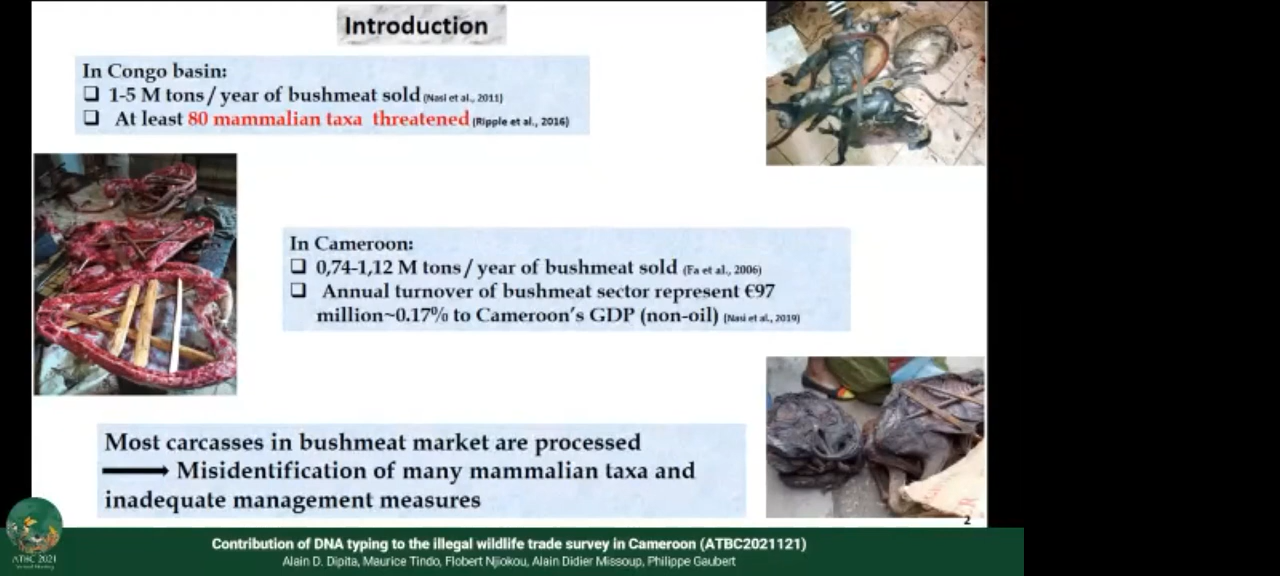 Introduction
In Congo basin:
❑ 1-5 M tons / year of bushmeat sold (Nasi et al., 2011)
❑ At least 80 mammalian taxa threatened (Ripple et al., 2016)
In Cameroon:
❑ 0,74-1,12 M tons / year of bushmeat sold (Fa et al., 2006)
❑ Annual turnover of bushmeat sector represent €97
million~0.17% to Cameroon's GDP (non-oil) (Nasi et al., 2019)
Most carcasses in bushmeat market are processed
Misidentification of many mammalian taxa and
inadequate management measures
2
ATBC 2021
Contribution of DNA typing to the illegal wildlife trade survey in Cameroon (ATBC2021121)
Alain D. Dipita, Maurice Tindo, Flobert Njiokou, Alain Didier Missoup, Philippe Gaubert